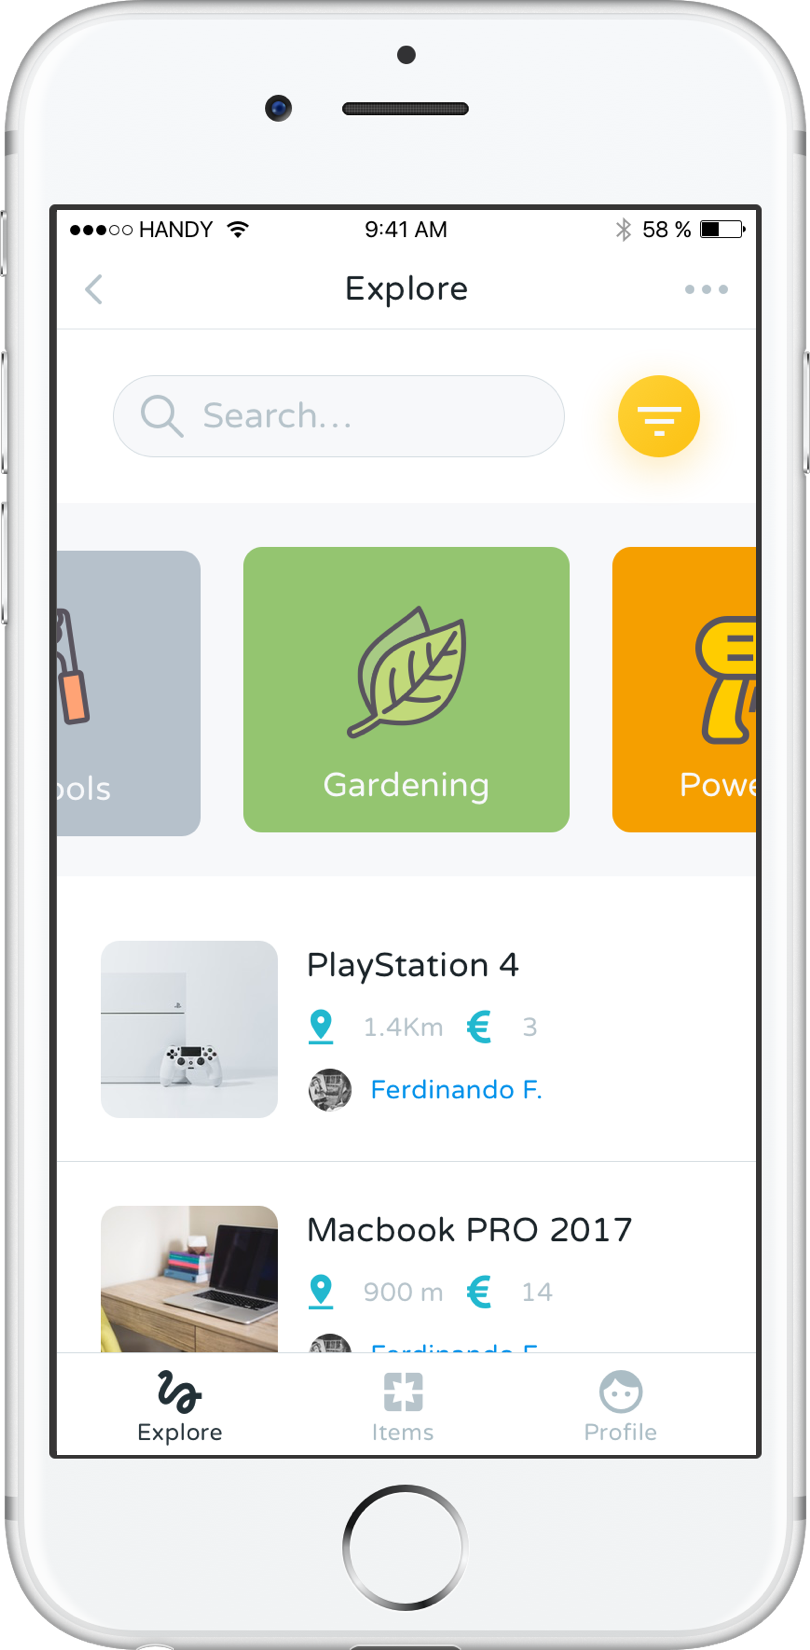 HANDY 9:41 AM 58 %
Explore
Search...
ools Gardening Powe
PlayStation 4
1.4Km € 3
Ferdinando F.
Macbook PRO 2017
900 m € 14
Ferdinando F.
Explore Items Profile